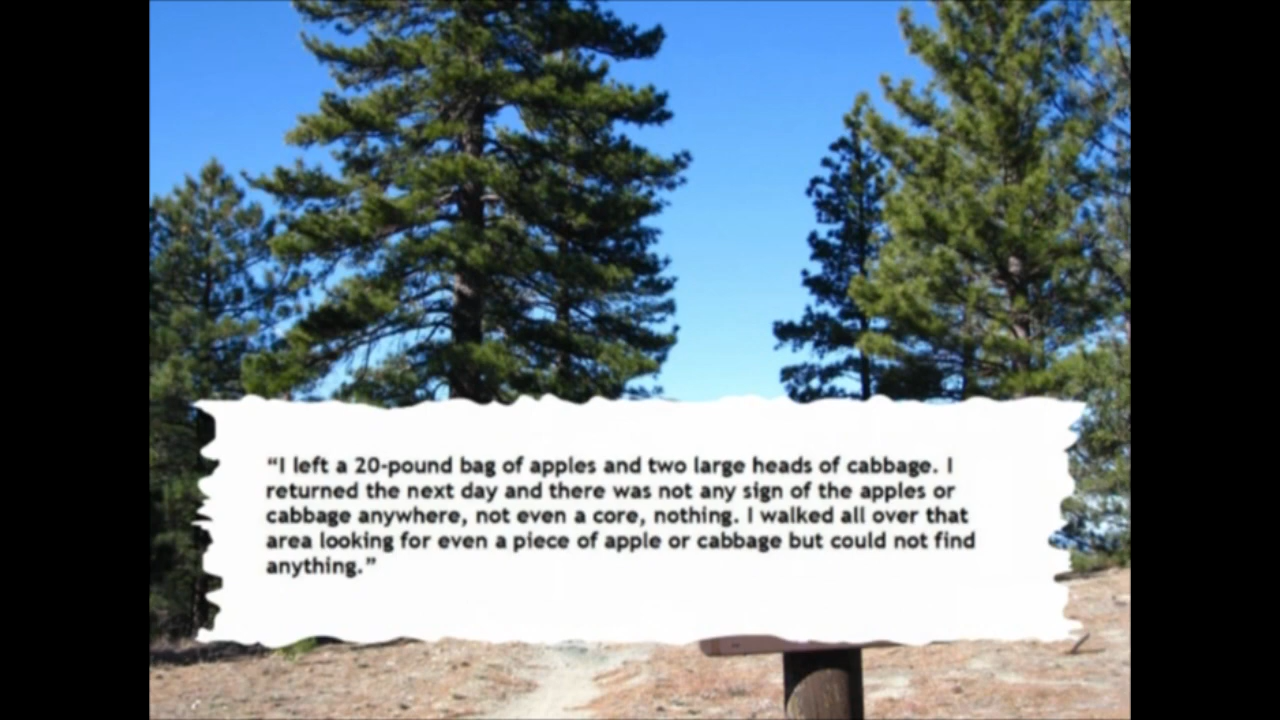 “I left a 20-pound bag of apples and two large heads of cabbage. I
returned the next day and there was not any sign of the apples or
cabbage anywhere, not even a core, nothing. I walked all over that
area looking for even a piece of apple or cabbage but could not find
anything.”